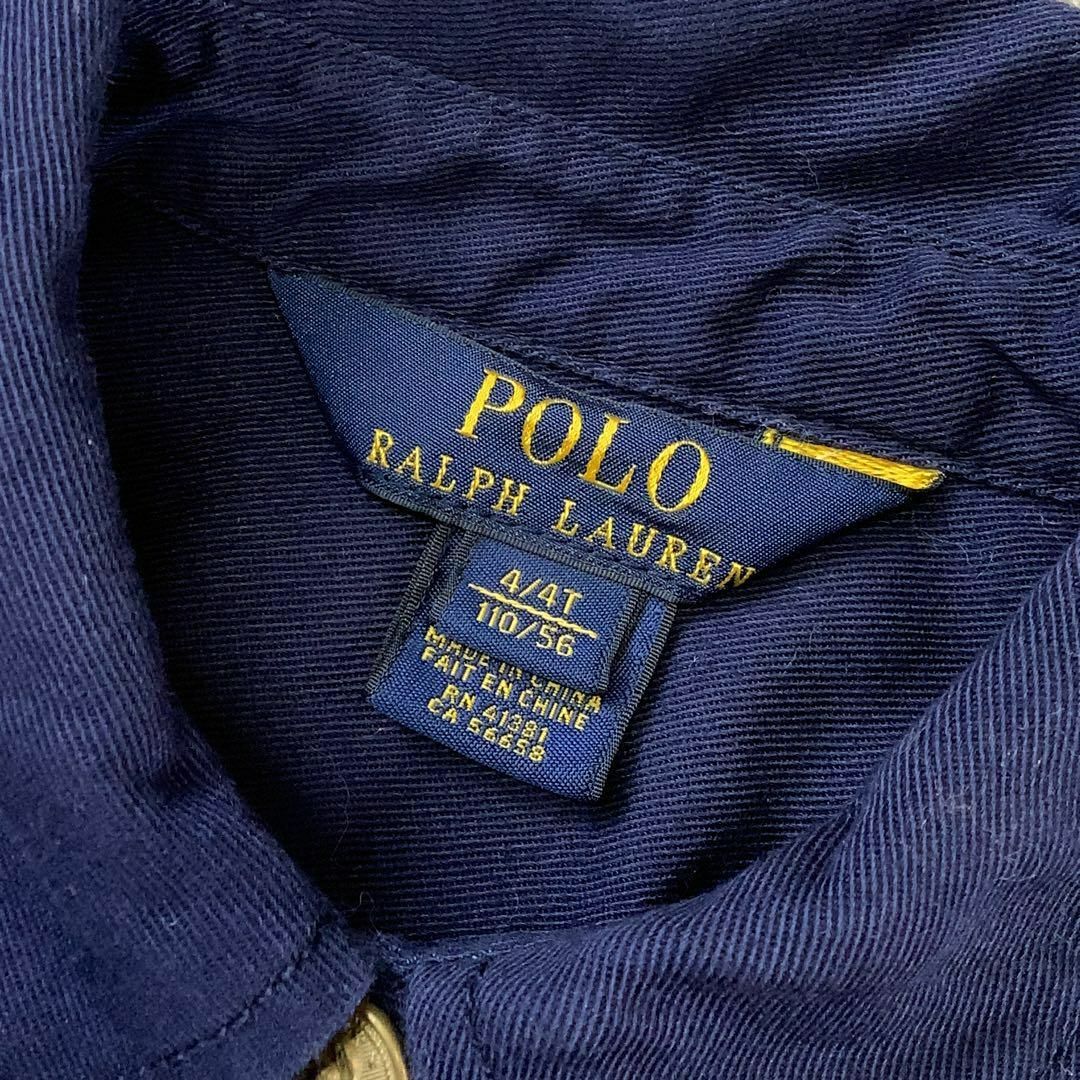 POLO
RALPH LAUREN
4/4T
110/56
MADE IN CHINA
FAIT EN CHINE
RN 41381
CA 56658